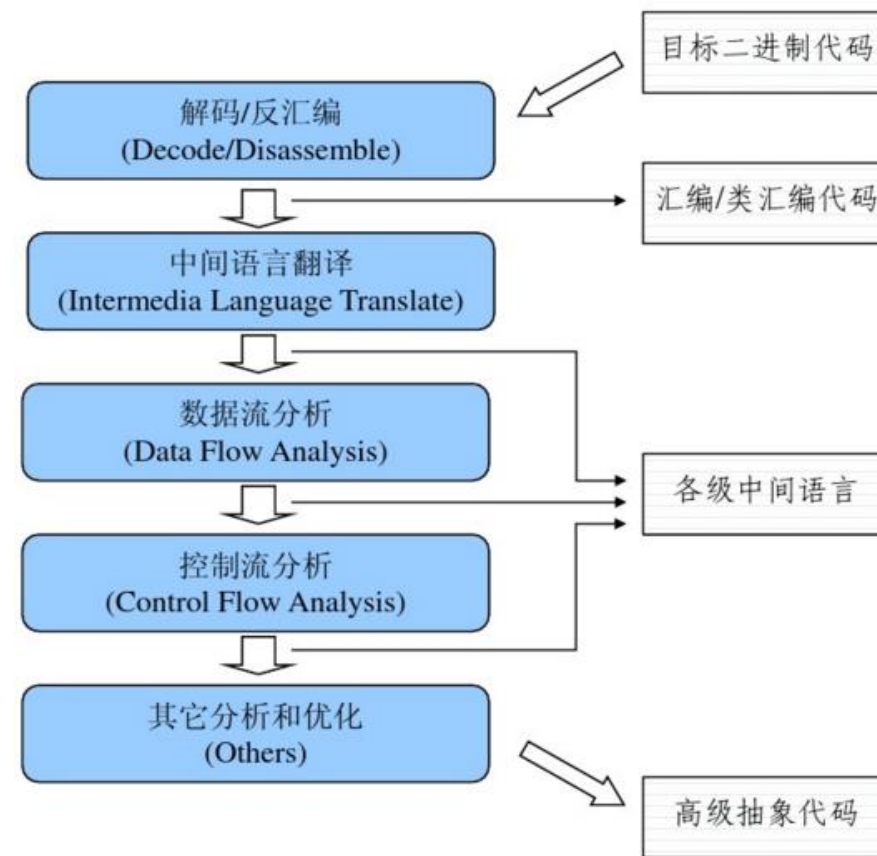 目标二进制代码
解码/反汇编
(Decode/Disassemble)
汇编/类汇编代码
中间语言翻译
(Intermedia Language Translate)
数据流分析
(Data Flow Analysis)
各级中间语言
控制流分析
(Control Flow Analysis)
其它分析和优化
(Others)
高级抽象代码